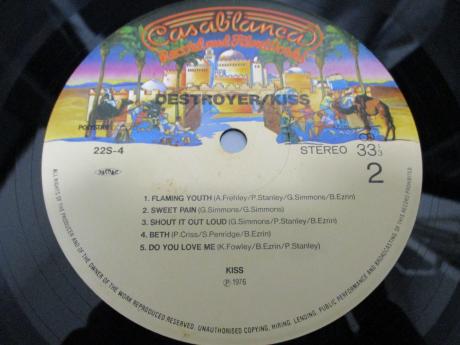 Casablanca
Record and FilmWorks
DESTROYER/KISS
POLYSTAR
22S-4
STEREO 33 1/3
2
1. FLAMING YOUTH (A.Frehley/P.Stanley/G.Simmons/B.Ezrin)
2. SWEET PAIN (G.Simmons/G.Simmons)
3. SHOUT IT OUT LOUD (G.Simmons/P.Stanley/B.Ezrin)
4. BETH (P.Criss/S.Penridge/B.Ezrin)
5. DO YOU LOVE ME (K.Fowley/B.Ezrin/P.Stanley)
KISS
Ⓟ 1976
ALL RIGHTS OF THE PRODUCER AND OF THE OWNER OF THE WORK REPRODUCED RESERVED UNAUTHORISED COPYING, HIRING, LENDING, PUBLIC PERFORMANCE AND BROADCASTING OF THIS RECORD PROHIBITED